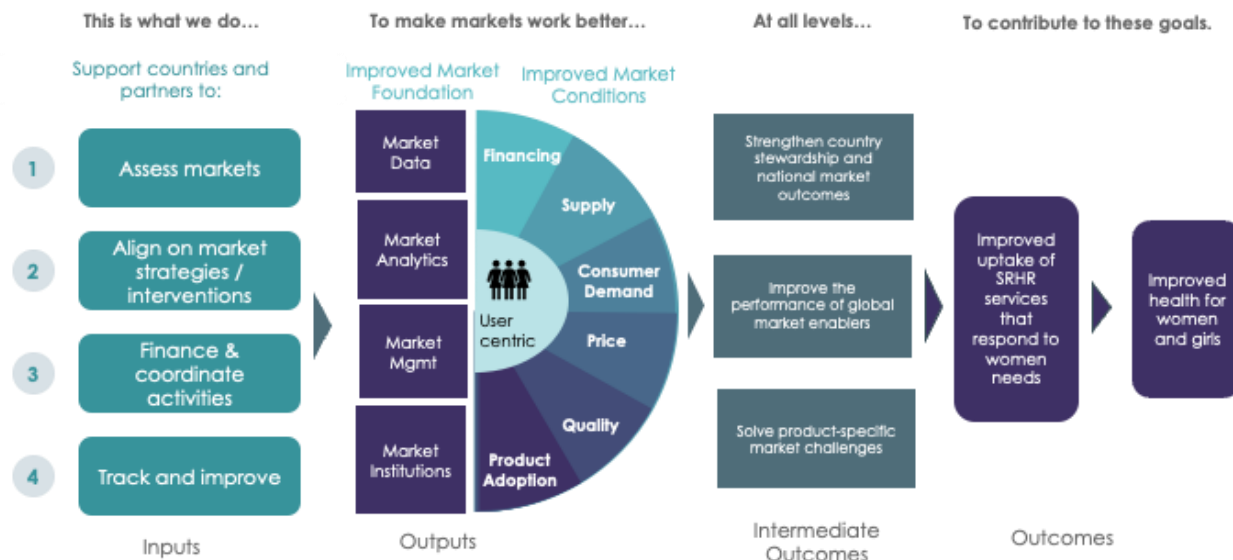 This is what we do…
To make markets work better…
At all levels…
To contribute to these goals.
Support countries and
partners to:
Improved Market
Foundation
Improved Market
Conditions
1
Assess markets
2
Align on market
strategies /
interventions
3
Finance &
coordinate
activities
4
Track and improve
Inputs
Market
Data
Market
Analytics
Market
Mgmt
Market
Institutions
Financing
Supply
Consumer
Demand
Price
Quality
Product
Adoption
User
centric
Outputs
Strengthen country
stewardship and
national market
outcomes
Improve the
performance of global
market enablers
Solve product-specific
market challenges
Intermediate
Outcomes
Improved
uptake of
SRHR
services
that
respond to
women
needs
Improved
health for
women
and girls
Outcomes